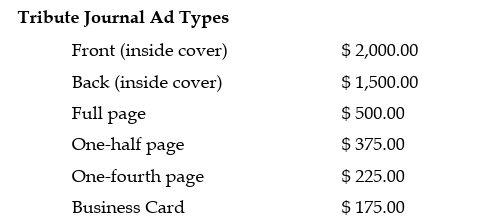 Tribute Journal Ad Types
Front (inside cover) $ 2,000.00
Back (inside cover) $ 1,500.00
Full page $ 500.00
One-half page $ 375.00
One-fourth page $ 225.00
Business Card $ 175.00